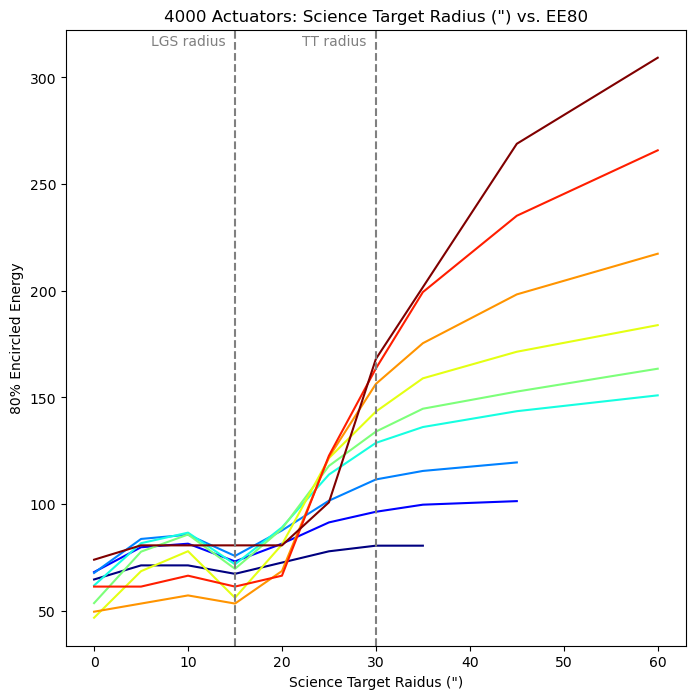 4000 Actuators: Science Target Radius (") vs. EE80
LGS radius
TT radius
300
250
200
150
100
50
80% Encircled Energy
0
10
20
30
40
50
60
Science Target Raidus (")